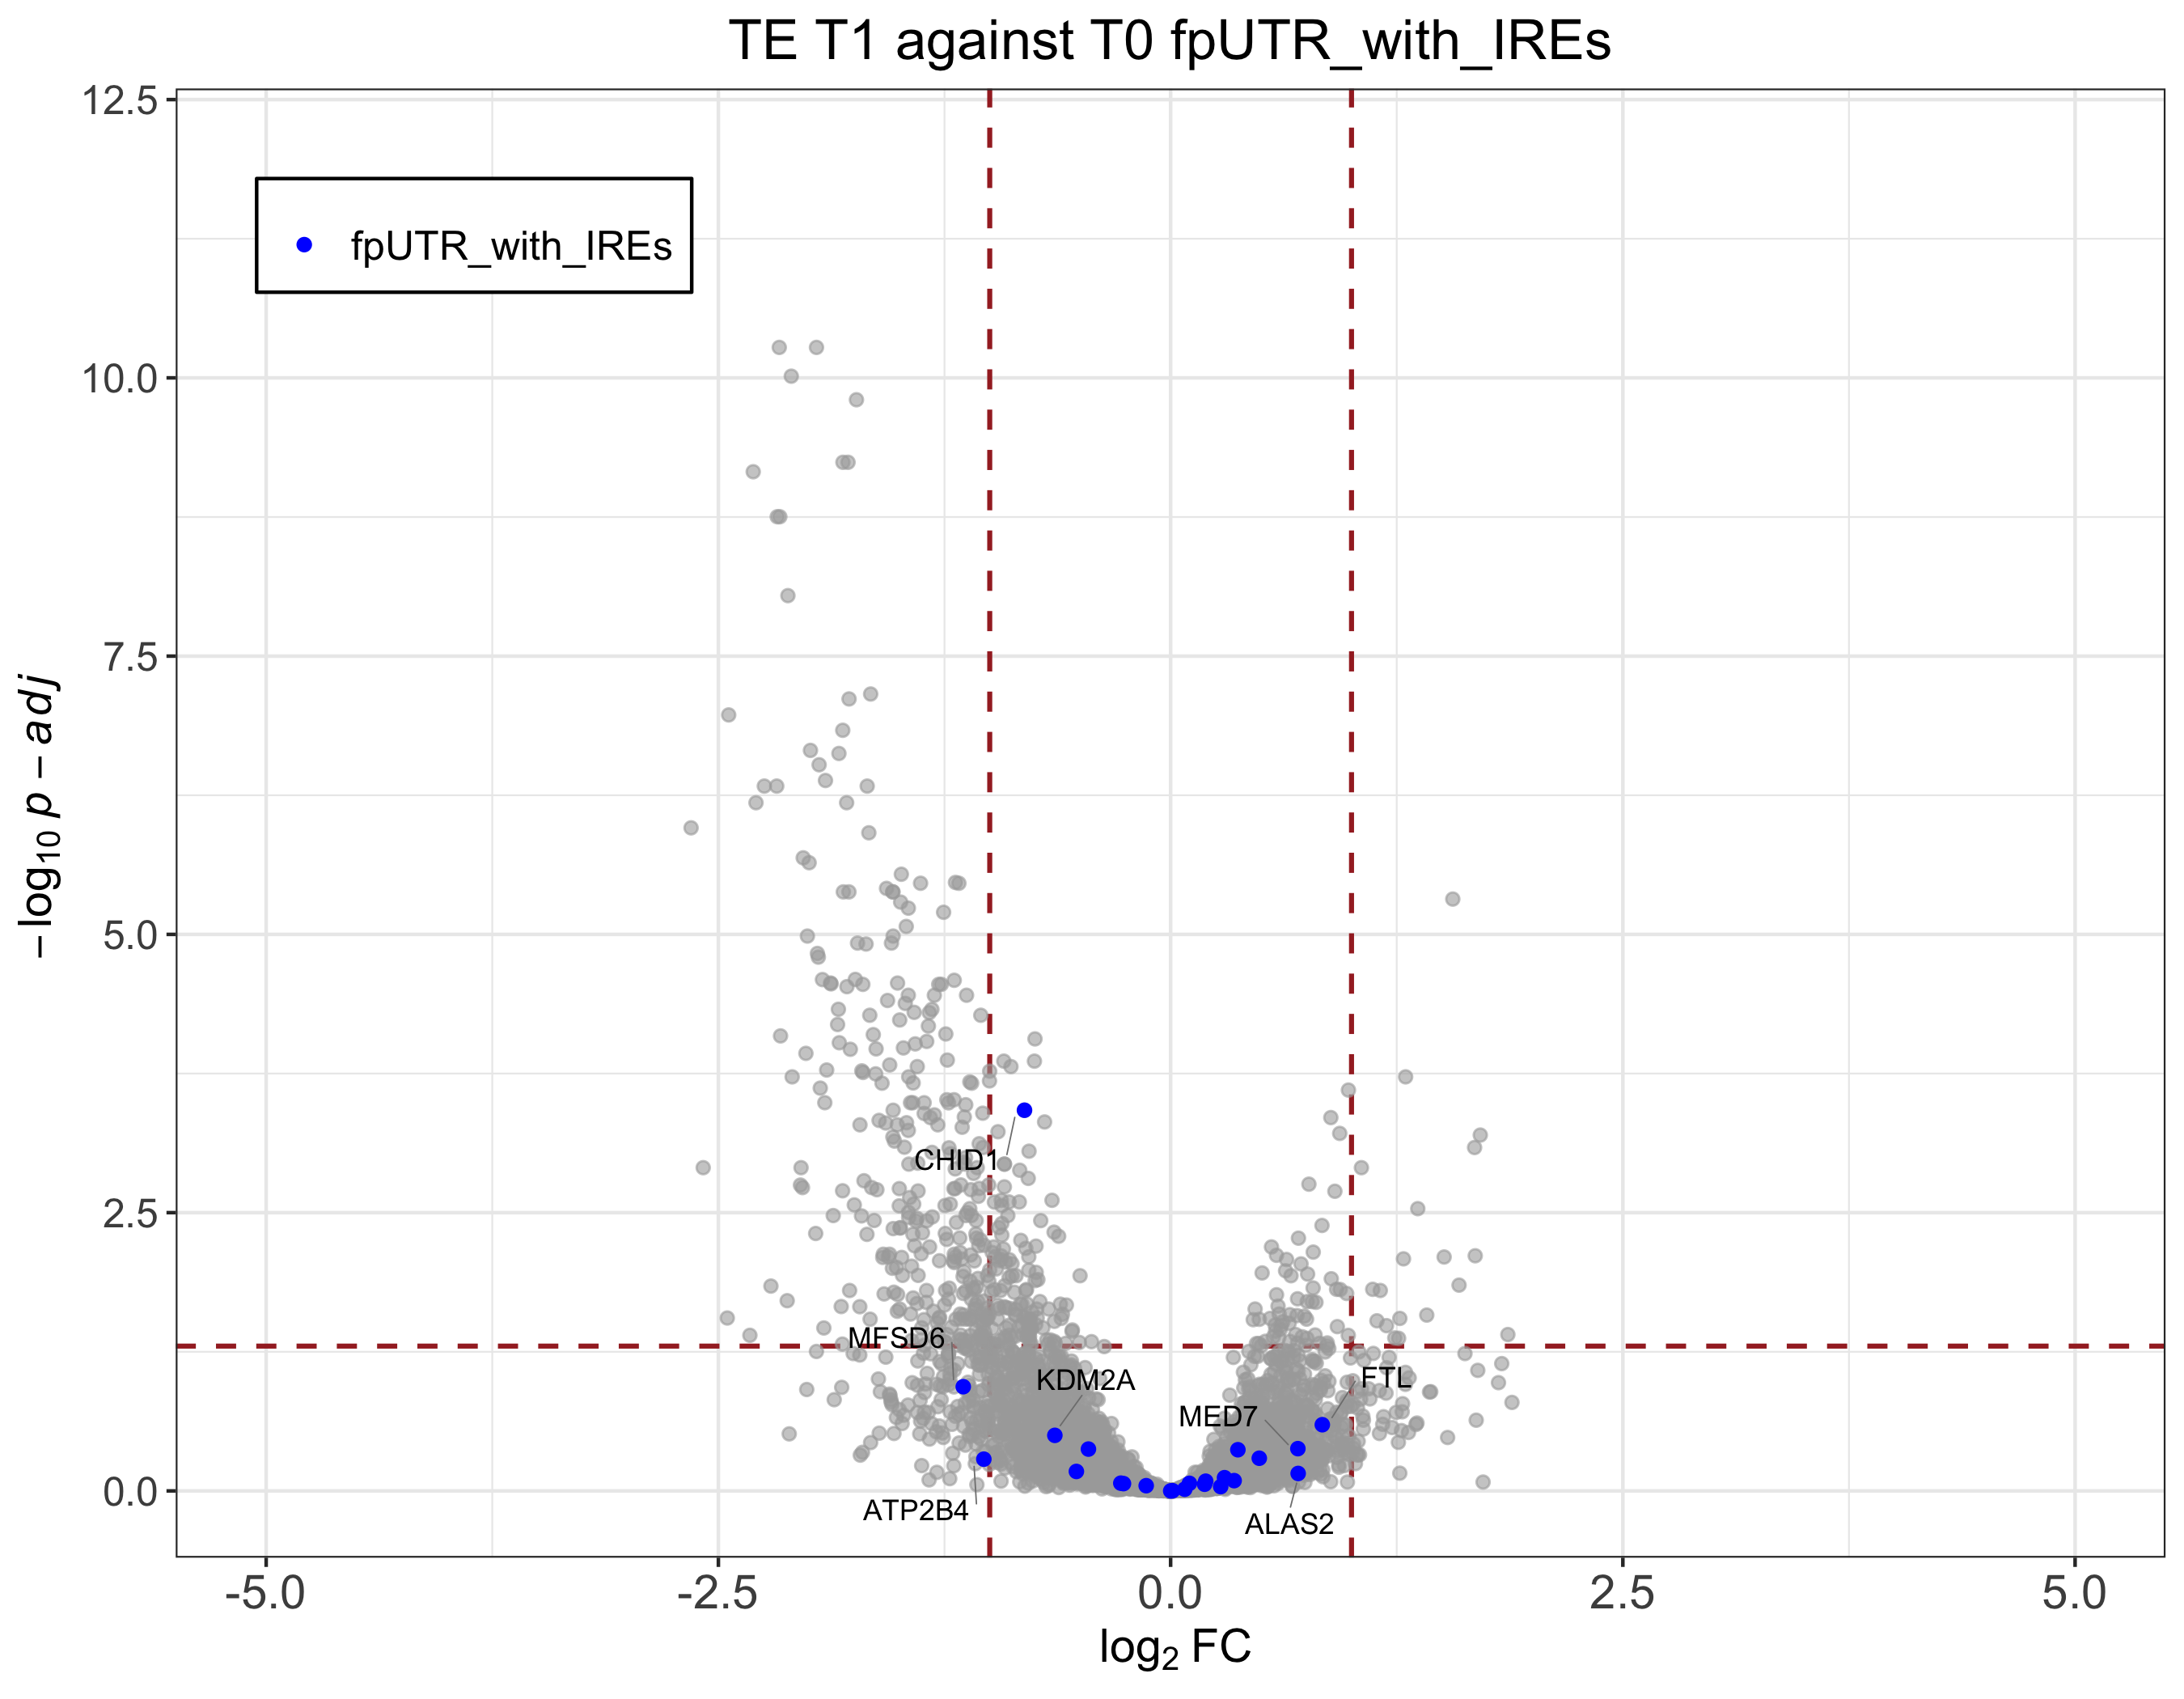 TE T1 against T0 fpUTR_with_IREs
12.5
10.0
7.5
5.0
2.5
0.0
−log10 p − adj
fpUTR_with_IREs
CHID1
MFSD6
KDM2A
FTL
MED7
ATP2B4
ALAS2
-5.0
-2.5
0.0
2.5
5.0
log2 FC